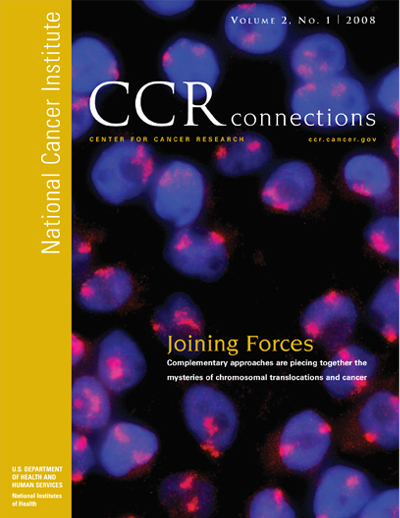 National Cancer Institute
VOLUME 2, NO. 1 | 2008
CCR connections
CENTER FOR CANCER RESEARCH
ccr.cancer.gov
Joining Forces
Complementary approaches are piecing together the
mysteries of chromosomal translocations and cancer
U.S. DEPARTMENT
OF HEALTH AND
HUMAN SERVICES
National Institutes
of Health